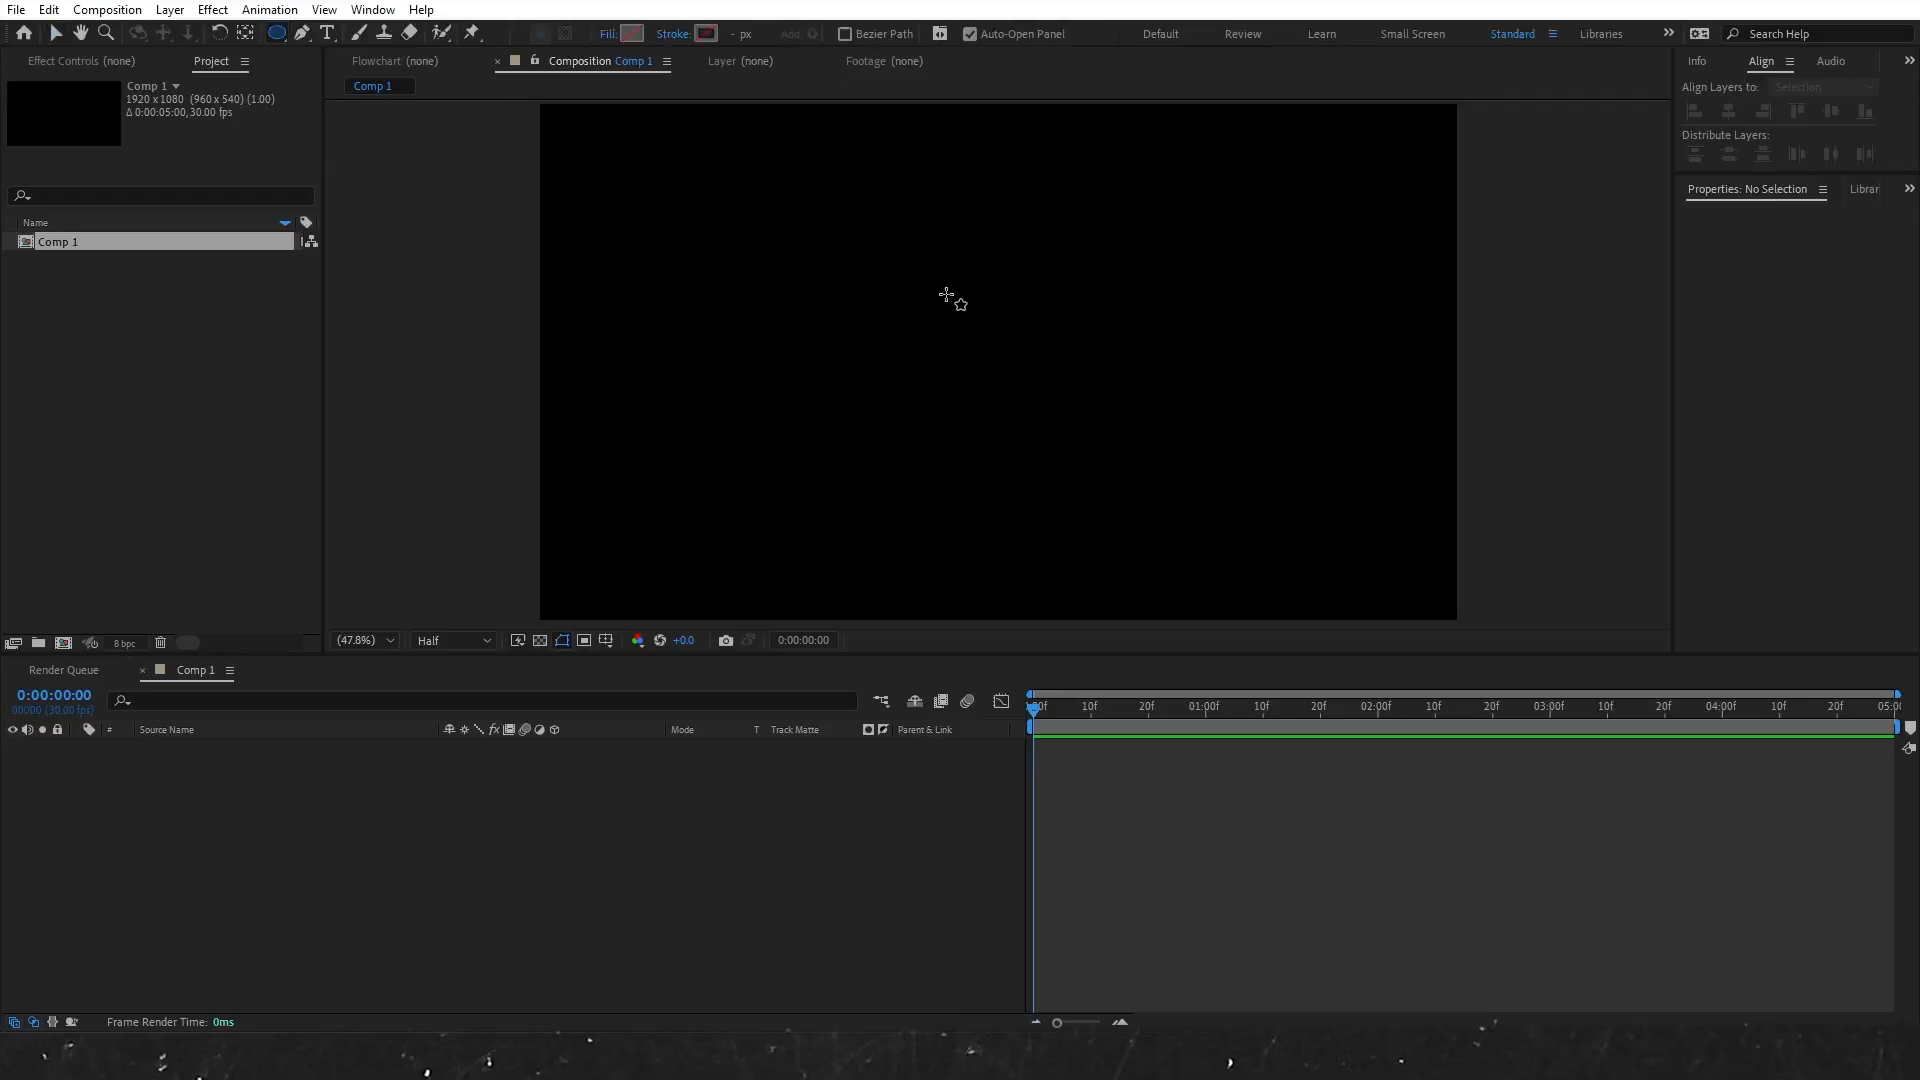 File Edit Composition Layer Effect Animation View Window Help
Fill: Stroke: - px Add: Bezier Path Auto-Open Panel Default Review Learn Small Screen Standard Libraries Search Help
Effect Controls (none) Project Flowchart (none) Composition Comp 1 Layer (none) Footage (none) Info Align Audio
Comp 1
1920 x 1080 (960 x 540) (1.00)
Δ 0:00:05:00, 30.00 fps
Comp 1
Align Layers to: Selection
Distribute Layers:
Properties: No Selection Librar
Name
Comp 1
8 bpc
(47.8%) Half +0.0 0:00:00:00
Render Queue Comp 1
0:00:00:00
00000 (30.00 fps)
10f 20f 01:00f 10f 20f 02:00f 10f 20f 03:00f 10f 20f 04:00f 10f 20f
# Source Name fx Mode T Track Matte Parent & Link
Frame Render Time: 0ms